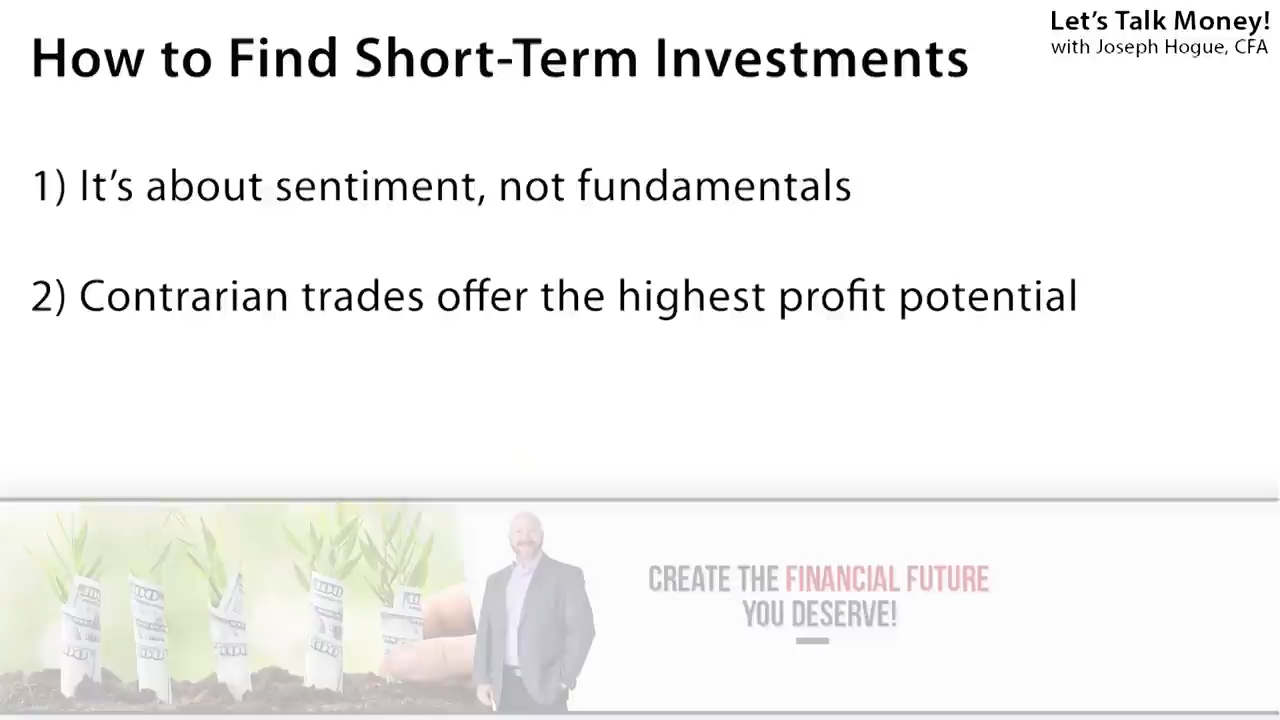 Let's Talk Money!
with Joseph Hogue, CFA
How to Find Short-Term Investments
1) It's about sentiment, not fundamentals
2) Contrarian trades offer the highest profit potential
CREATE THE FINANCIAL FUTURE
YOU DESERVE!